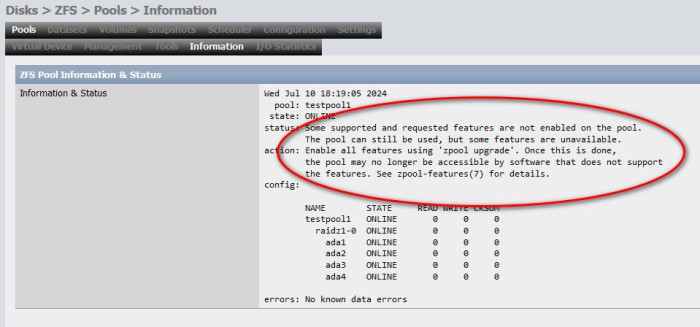 Disks > ZFS > Pools > Information
Pools Datasets Volumes Snapshots Scheduler Configuration Settings
Virtual Device Management Tools Information I/O Statistics
ZFS Pool Information & Status
Information & Status
Wed Jul 10 18:19:05 2024
pool: testpool1
state: ONLINE
status: Some supported and requested features are not enabled on the pool.
The pool can still be used, but some features are unavailable.
action: Enable all features using 'zpool upgrade'. Once this is done,
the pool may no longer be accessible by software that does not support
the features. See zpool-features(7) for details.
config:
NAME STATE READ WRITE CKSUM
testpool1 ONLINE 0 0 0
raidz1-0 ONLINE 0 0 0
ada1 ONLINE 0 0 0
ada2 ONLINE 0 0 0
ada3 ONLINE 0 0 0
ada4 ONLINE 0 0 0
errors: No known data errors